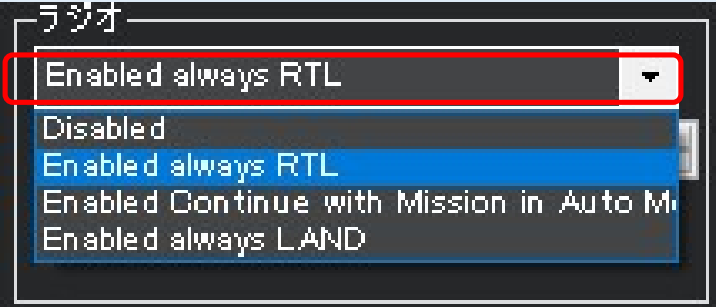 ラジオ
Enabled always RTL
Disabled
Enabled always RTL
Enabled Continue with Mission in Auto M
Enabled always LAND